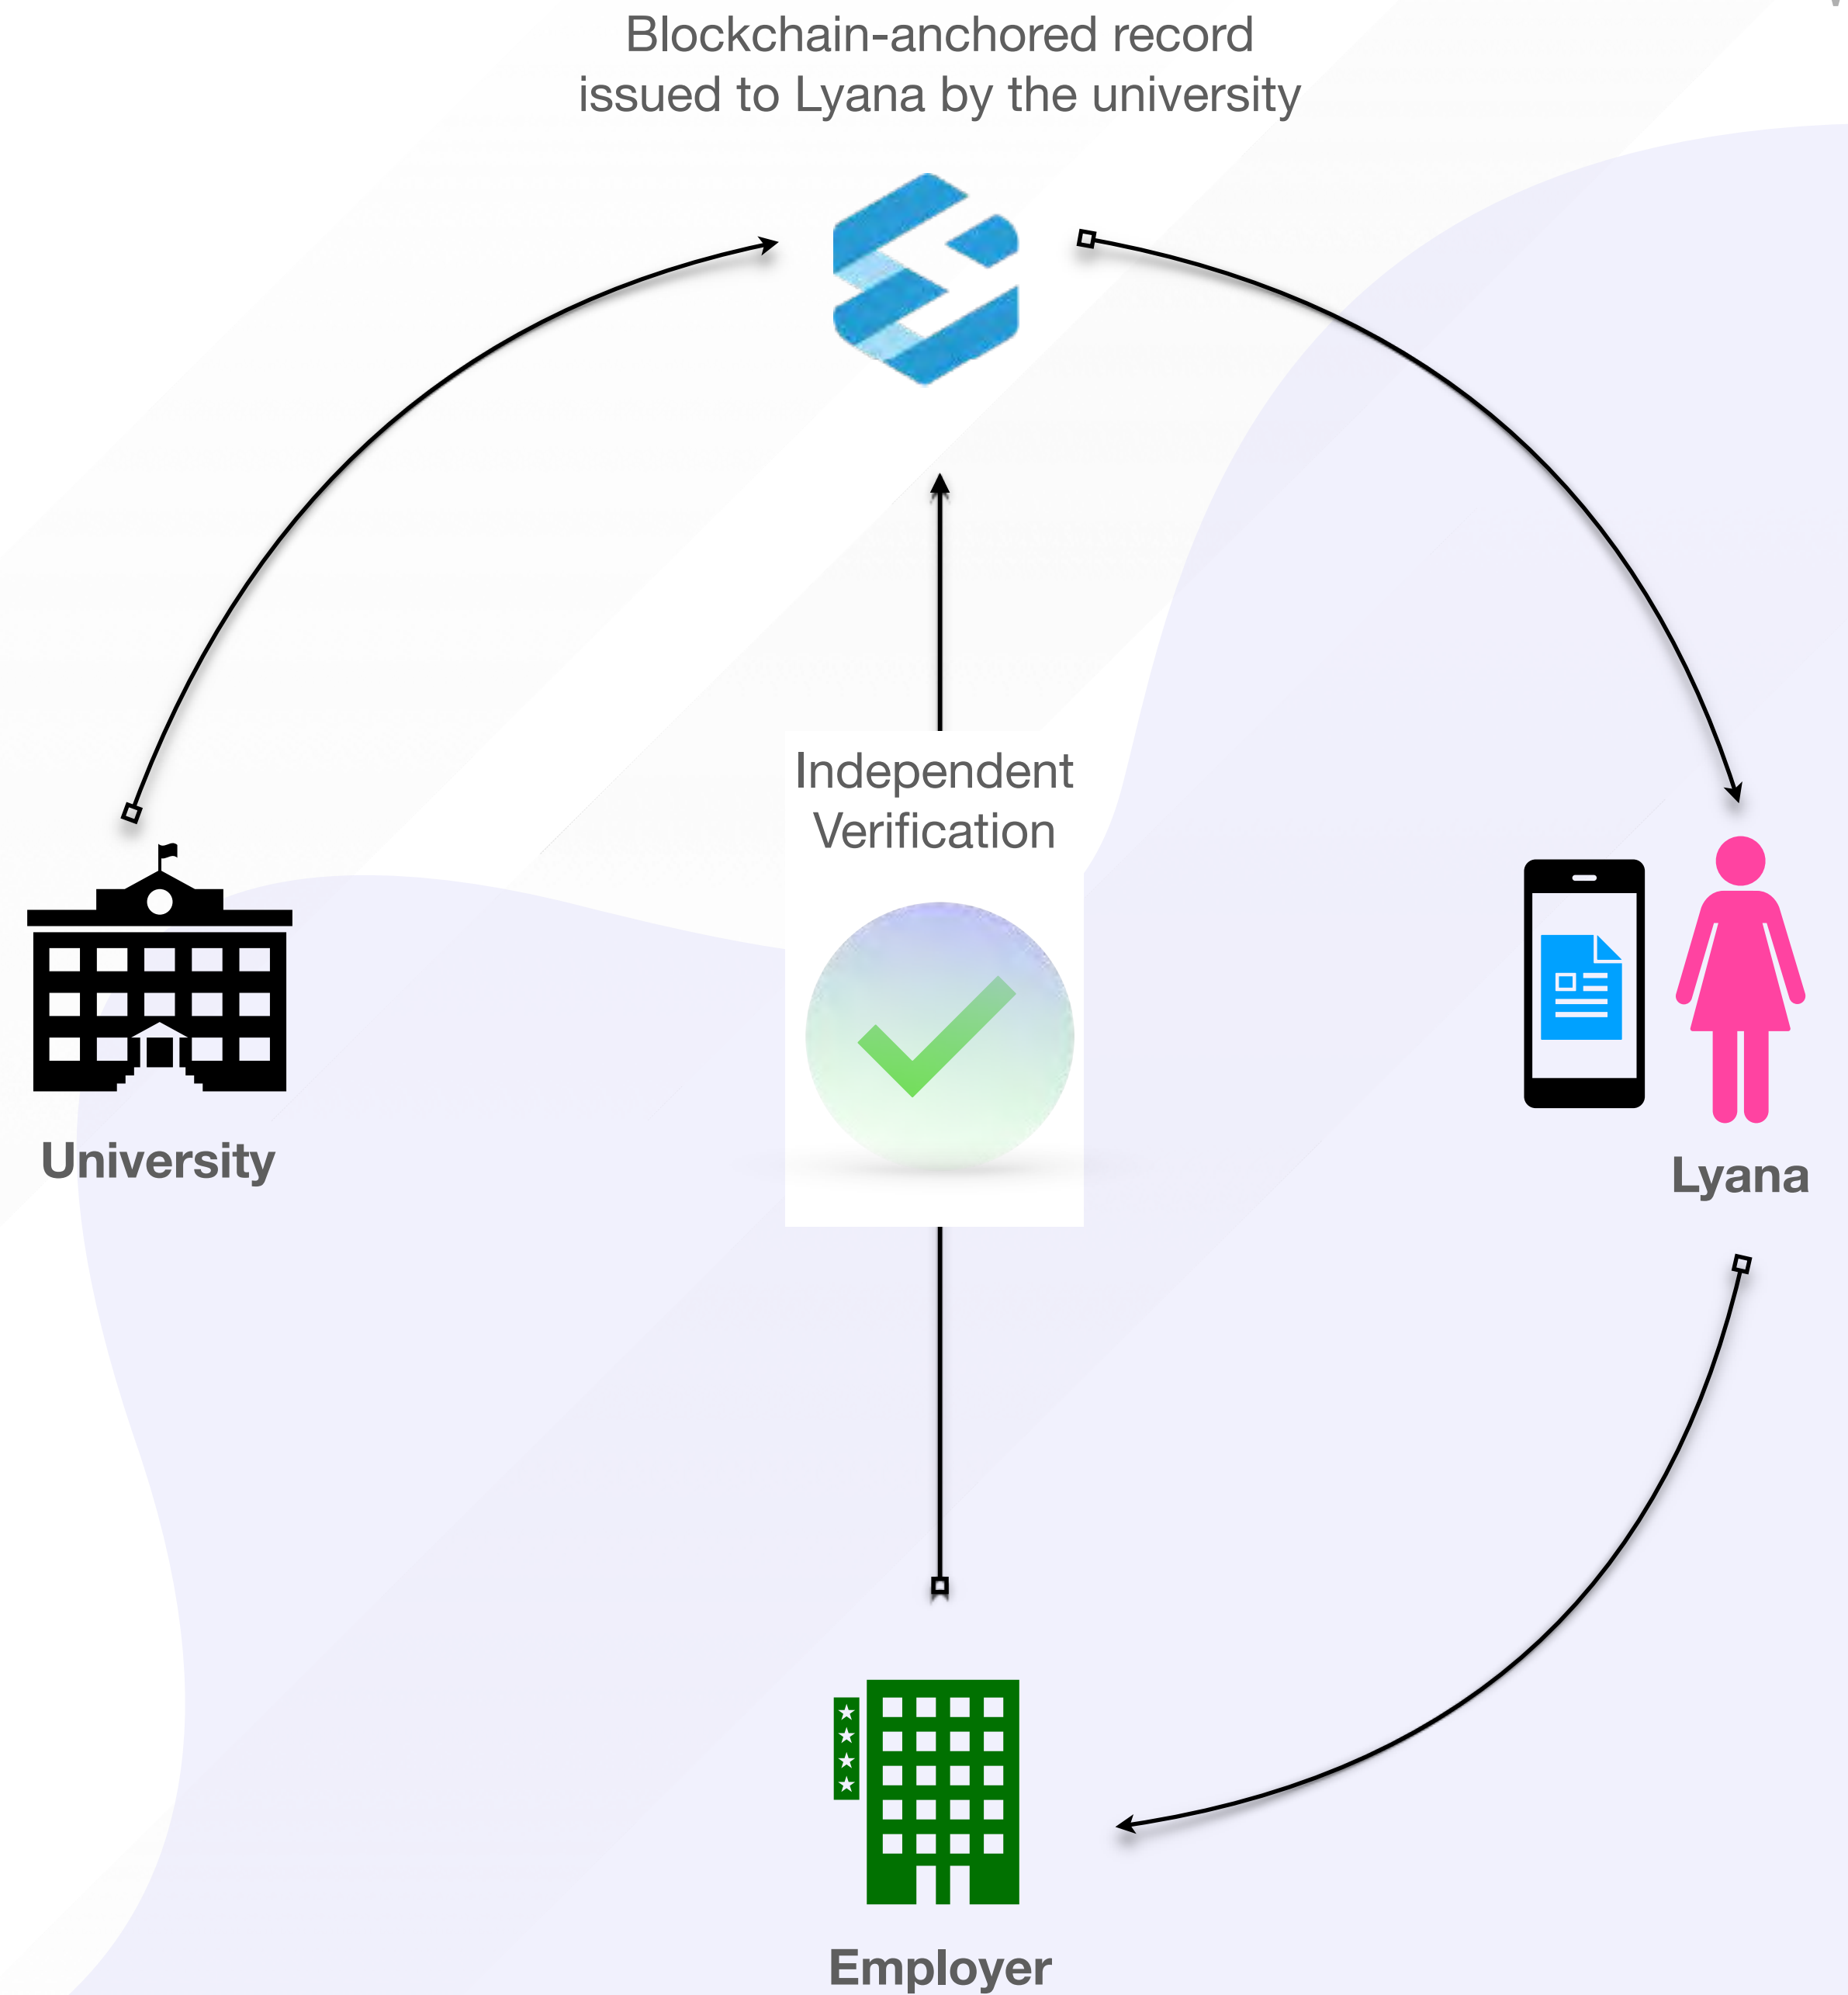 Blockchain-anchored record
issued to Lyana by the university
Independent
Verification
University
Lyana
Employer